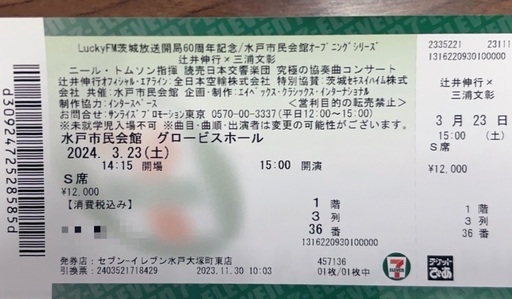 LuckyFM茨城放送開局60周年記念/水戸市民会館オープニングシリーズ
辻󠄀井伸行×三浦文彰
ニール・トムソン指揮 読売日本交響楽団 究極の協奏曲コンサート
辻󠄀井伸行オフィシャル・エアライン:全日本空輸株式会社 特別協賛:茨城セキスイハイム株式
会社 共催:水戸市民会館 企画・制作:エイベックス・クラシックス・インターナショナル
制作協力:インタースペース <営利目的の転売禁止>
お問合せ:サンライズプロモーション東京 0570-00-3337(平日12:00~15:00)
※未就学児入場不可 ※曲目・曲順・出演者は変更の可能性がございます。
水戸市民会館 グロービスホール
2024. 3.23(土)
14:15 開場 15:00 開演
S席
¥12,000
【消費税込み】
1 階
3 列
36 番
1316220930100000
発券店:セブン-イレブン水戸大塚町東店
引換票:2403521718429 2023.11.30 10:03
457136
01枚/01枚中
7
ELEVEN
チケットぴあ
d30922472528585d
2335221 23111
1316220930100000
辻󠄀井伸行×
三浦文彰
3 月 23 日
15:00 (土)
S席
¥12,000
1 階
3 列
36 番